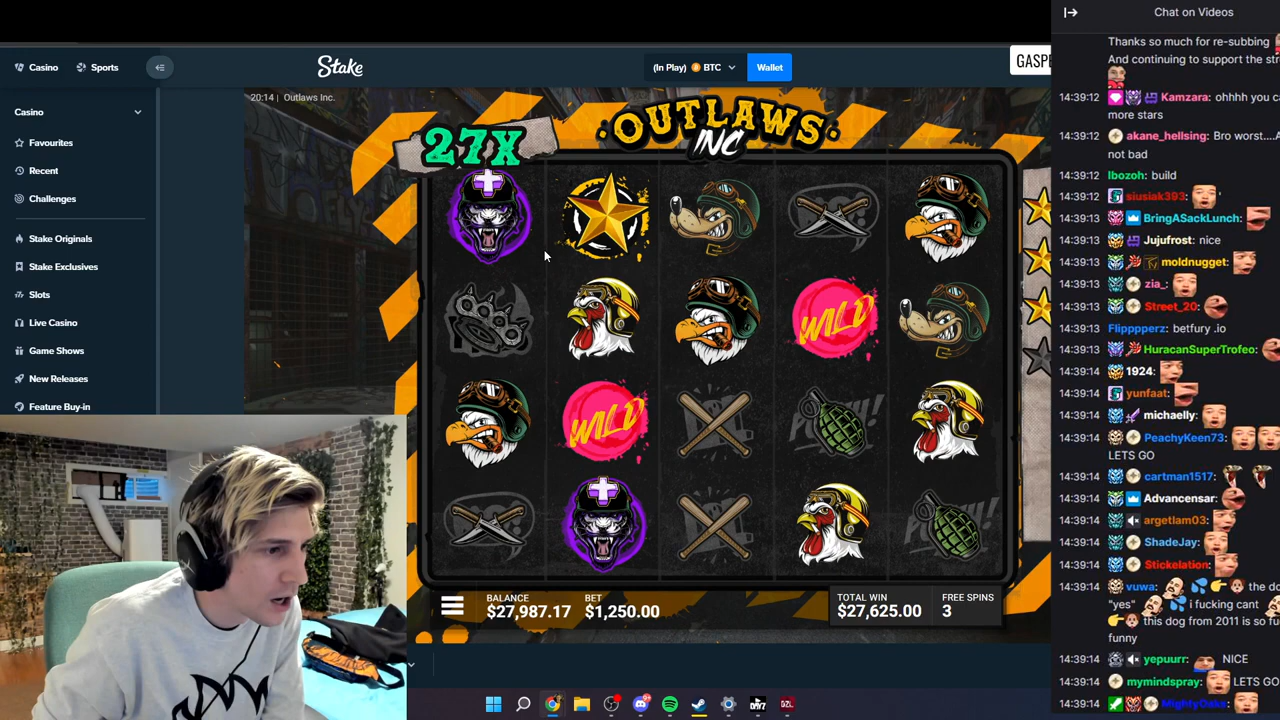 Chat on Videos
Casino
Sports
Stake
(In Play) BTC
Wallet
GASP
20:14 | Outlaws Inc.
Casino
Favourites
Recent
Challenges
Stake Originals
Stake Exclusives
Slots
Live Casino
Game Shows
New Releases
Feature Buy-in
27X
OUTLAWS
INC
WILD
WILD
BALANCE
$27,987.17
BET
$1,250.00
TOTAL WIN
$27,625.00
FREE SPINS
3
Thanks so much for re-subbing
And continuing to support the str
14:39:12 Kamzara: ohhhh you c
more stars
14:39:12 akane_hellsing: Bro worst....
not bad
14:39:12 lbozoh: build
14:39:12 siusiak393:
14:39:13 BringASackLunch:
14:39:13 Jujufrost: nice
14:39:13 moldnugget:
14:39:13 zia_:
14:39:13 Street_20:
14:39:13 Flippppperz: betfury .io
14:39:13 HuracanSuperTrofeo:
14:39:13 1924:
14:39:14 yunfaat:
14:39:14 michaelly:
14:39:14 PeachyKeen73:
LETS GO
14:39:14 cartman1517:
14:39:14 Advancensar:
14:39:14 argetlam03:
14:39:14 ShadeJay:
14:39:14 Stickelation:
14:39:14 vuwa: the do
"yes" i fucking cant
this dog from 2011 is so fu
funny
14:39:14 yepuurr: NICE
14:39:14 mymindspray: LETS GO
14:39:14 MightyOake: